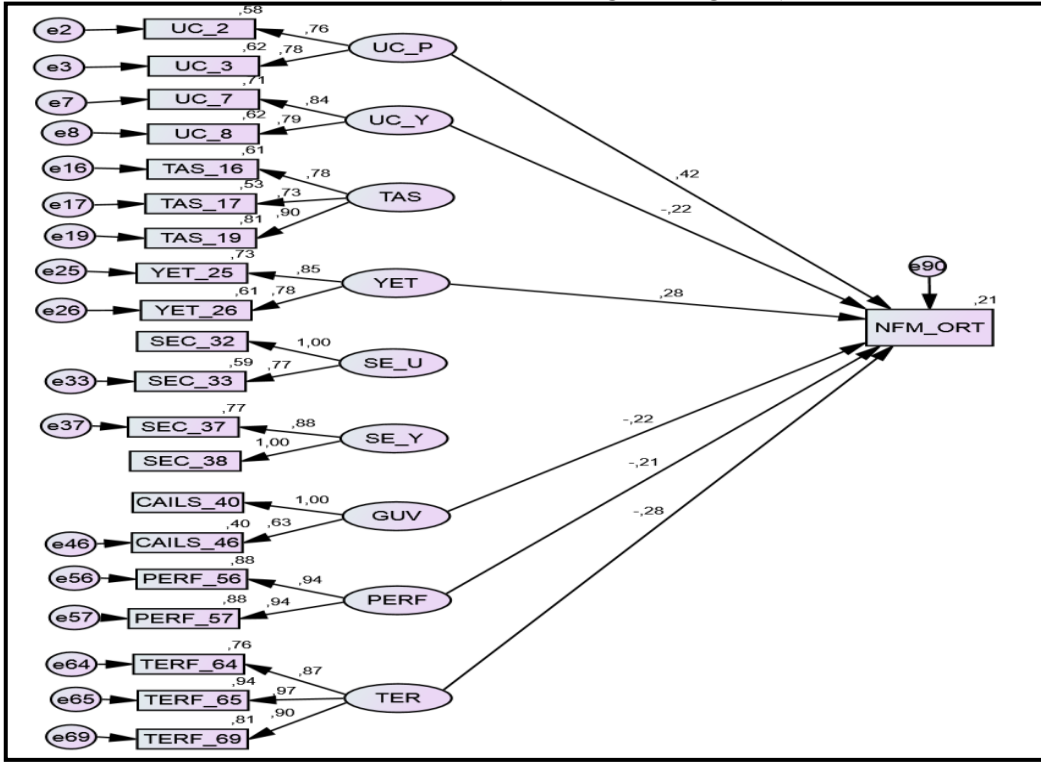 ,58
e2 UC_2 ,76
UC_P
,62 ,78
e3 UC_3
,71
e7 UC_7 ,84
UC_Y
,62 ,79
e8 UC_8
,61
e16 TAS_16 ,78
,53 ,73
e17 TAS_17 TAS
,81 ,90
e19 TAS_19
,73
e25 YET_25 ,85
YET
,61 ,78
e26 YET_26
SEC_32 1,00
SE_U
,59 ,77
e33 SEC_33
,77
e37 SEC_37 ,88
SE_Y
1,00
SEC_38
CAILS_40 1,00
GUV
,40 ,63
e46 CAILS_46
,88
e56 PERF_56 ,94
PERF
,88 ,94
e57 PERF_57
,76
e64 TERF_64 ,87
,94 ,97
e65 TERF_65 TER
,81 ,90
e69 TERF_69
,42
-,22
,28
-,22
-,21
-,28
e90
,21
NFM_ORT